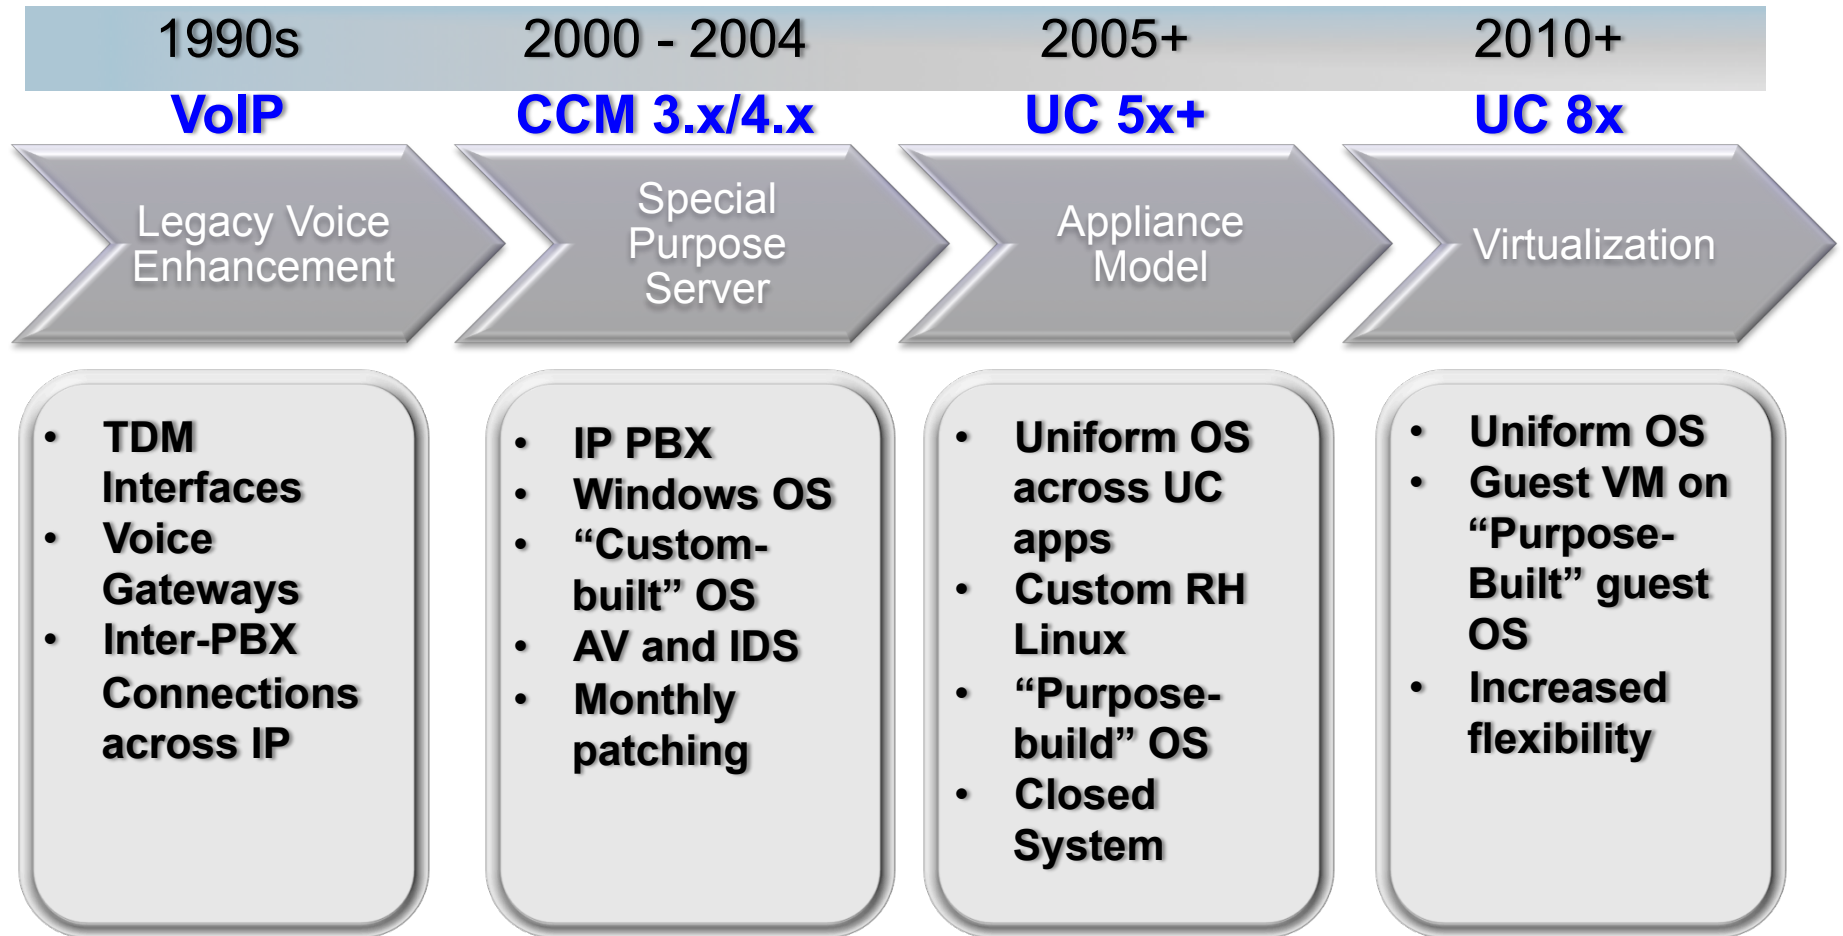 1990s
2000 - 2004
2005+
2010+
VoIP
CCM 3.x/4.x
UC 5x+
UC 8x
Legacy Voice
Enhancement
Special
Purpose
Server
Appliance
Model
Virtualization
• TDM
Interfaces
• Voice
Gateways
• Inter-PBX
Connections
across IP
• IP PBX
• Windows OS
• “Custom-
built” OS
• AV and IDS
• Monthly
patching
• Uniform OS
across UC
apps
• Custom RH
Linux
• “Purpose-
build” OS
• Closed
System
• Uniform OS
• Guest VM on
“Purpose-
Built” guest
OS
• Increased
flexibility